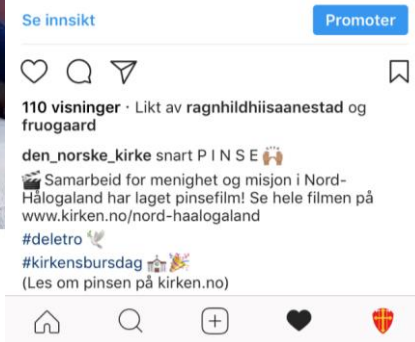 Se innsikt
Promoter
110 visninger · Likt av ragnhildhiisaanestad og
fruogaard
den_norske_kirke snart P I N S E 🙌🏽
🎬 Samarbeid for menighet og misjon i Nord-
Hålogaland har laget pinsefilm! Se hele filmen på
www.kirken.no/nord-haalogaland
#deletro 🕊
#kirkensbursdag ⛪🎉
(Les om pinsen på kirken.no)